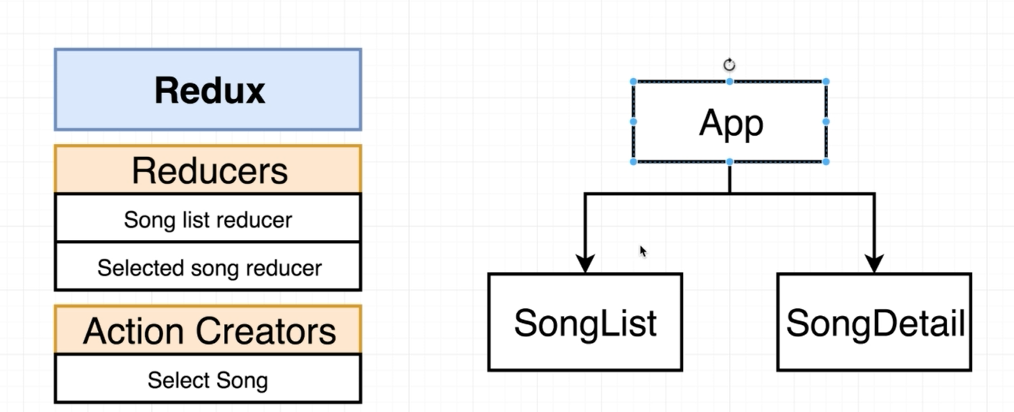 Redux
Reducers
Song list reducer
Selected song reducer
Action Creators
Select Song
App
SongList
SongDetail